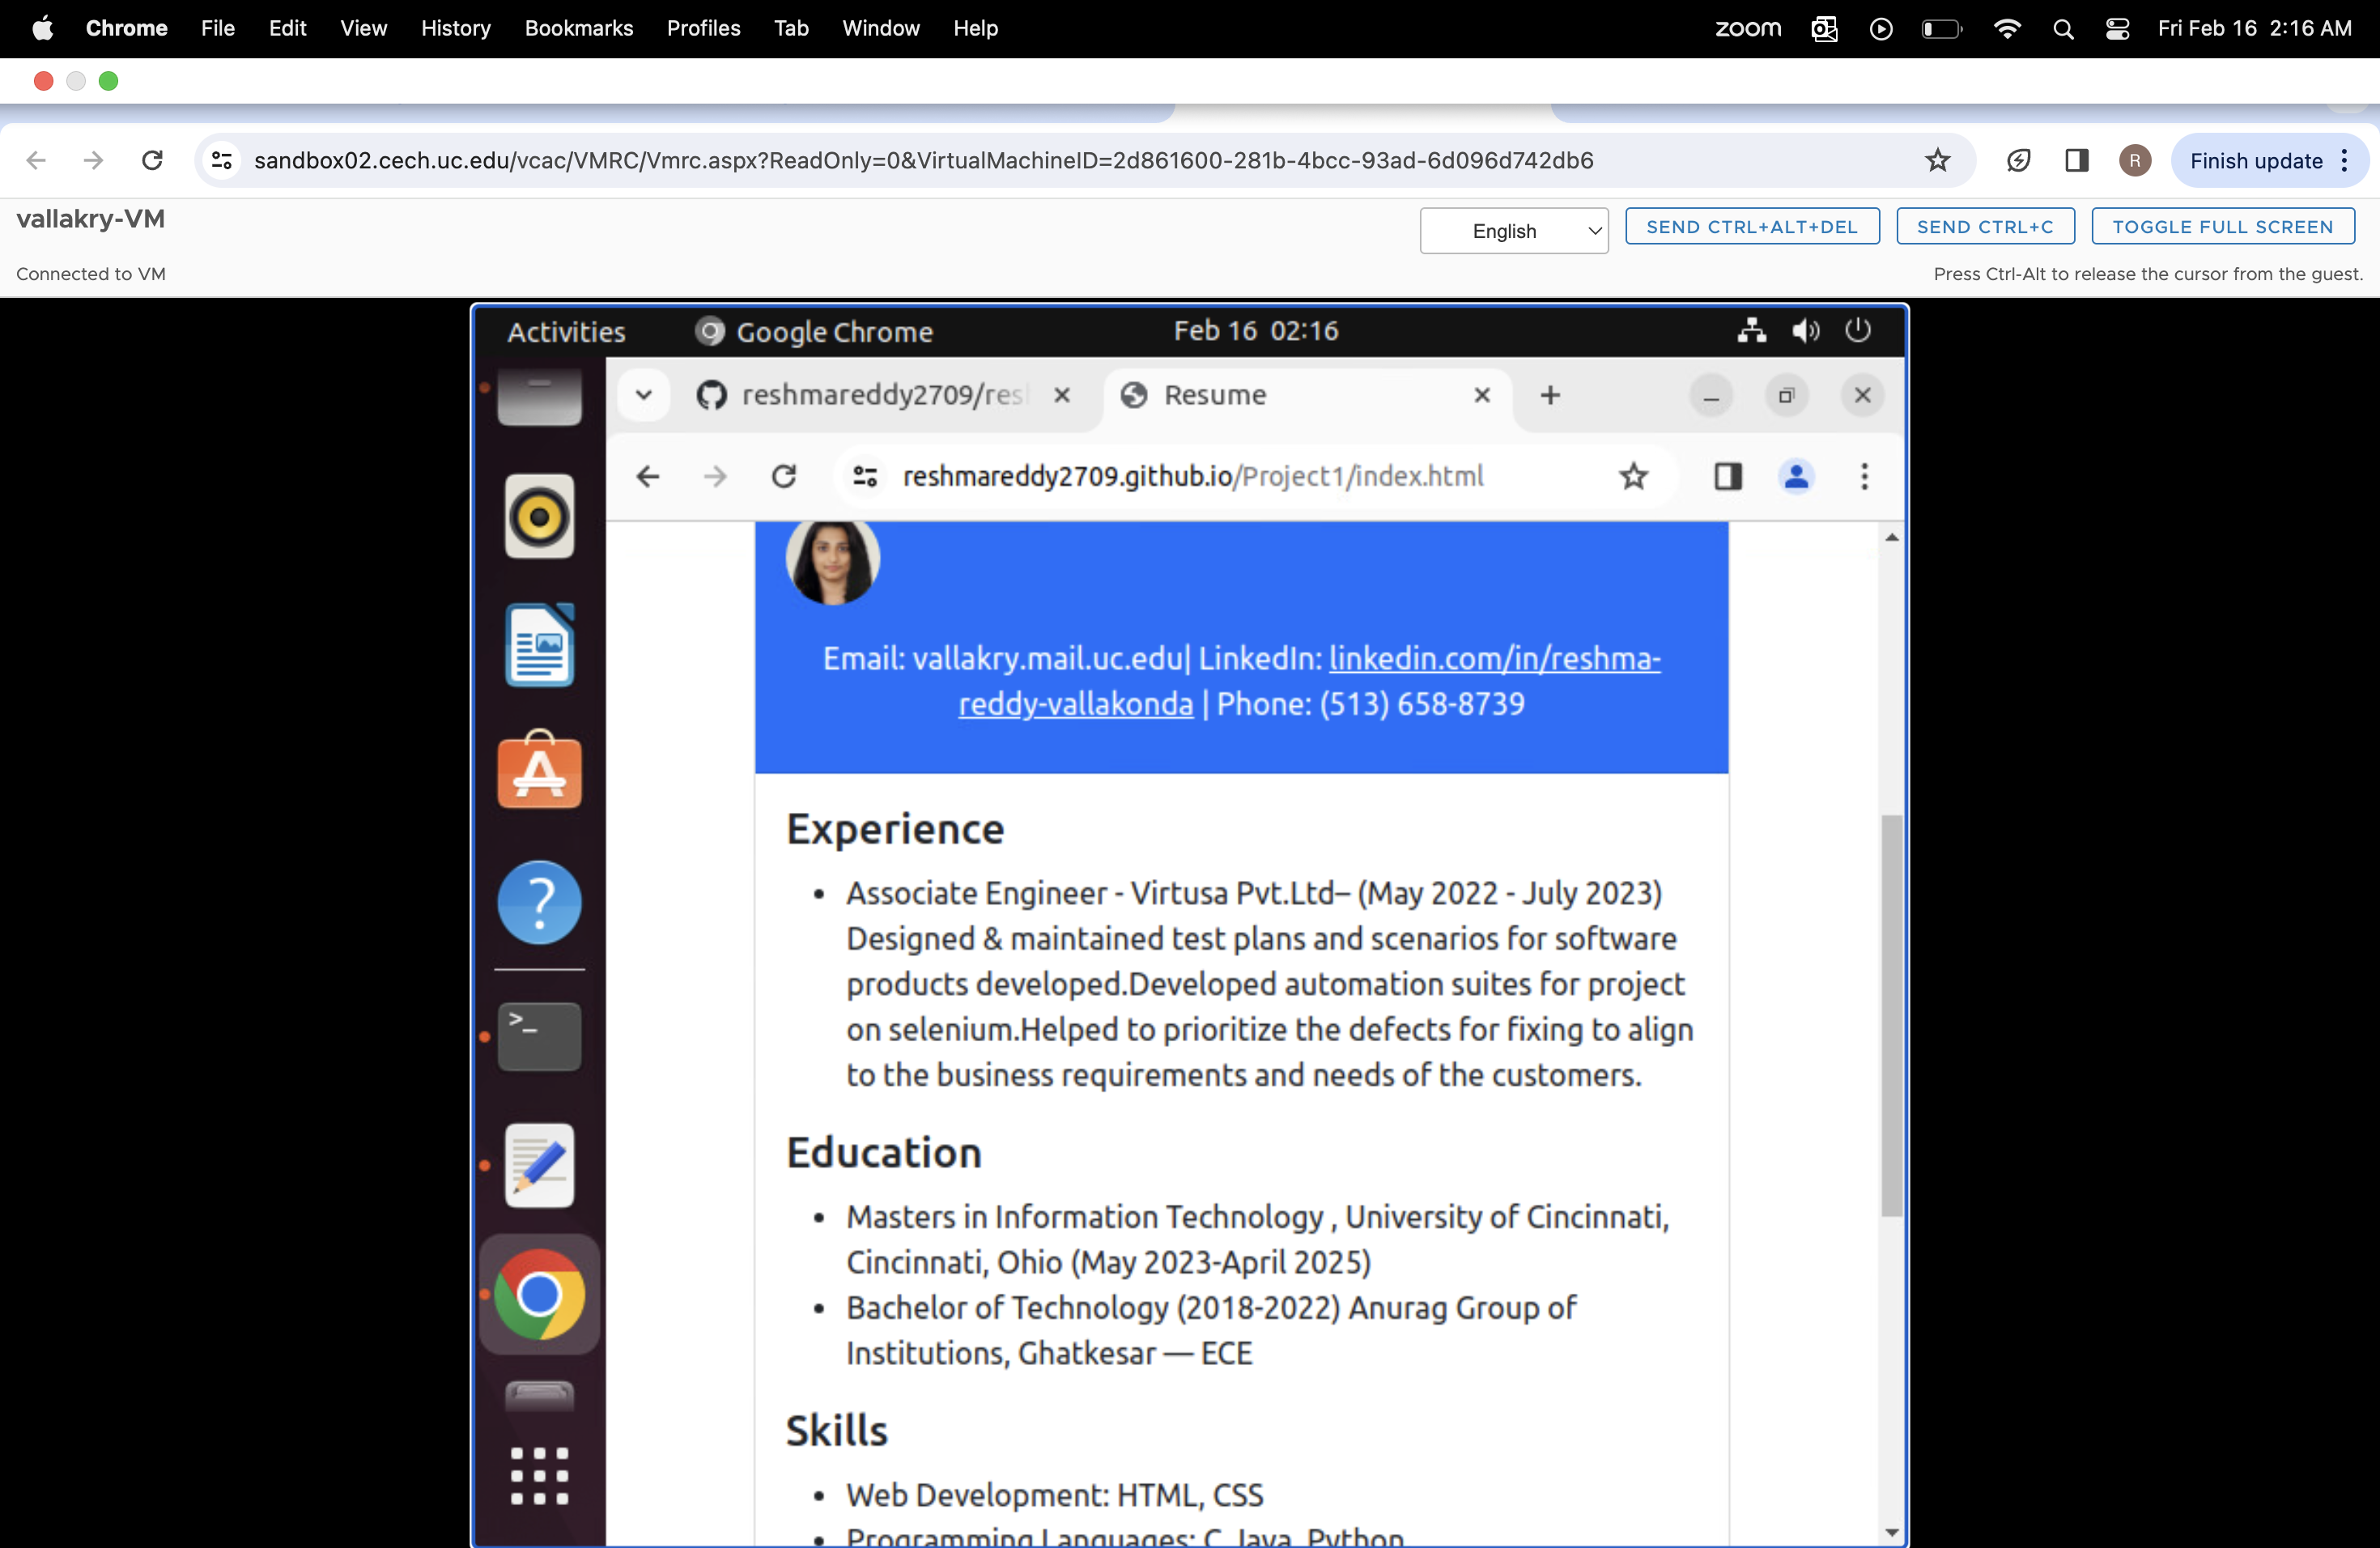 Chrome File Edit View History Bookmarks Profiles Tab Window Help zoom Fri Feb 16 2:16 AM
sandbox02.cech.uc.edu/vcac/VMRC/Vmrc.aspx?ReadOnly=0&VirtualMachineID=2d861600-281b-4bcc-93ad-6d096d742db6 R Finish update
vallakry-VM English SEND CTRL+ALT+DEL SEND CTRL+C TOGGLE FULL SCREEN
Connected to VM Press Ctrl-Alt to release the cursor from the guest.
Activities Google Chrome Feb 16 02:16
reshmareddy2709/res Resume
reshmareddy2709.github.io/Project1/index.html
Email: vallakry.mail.uc.edu| LinkedIn: linkedin.com/in/reshma-
reddy-vallakonda | Phone: (513) 658-8739
Experience
• Associate Engineer - Virtusa Pvt.Ltd– (May 2022 - July 2023)
Designed & maintained test plans and scenarios for software
products developed.Developed automation suites for project
on selenium.Helped to prioritize the defects for fixing to align
to the business requirements and needs of the customers.
Education
• Masters in Information Technology , University of Cincinnati,
Cincinnati, Ohio (May 2023-April 2025)
• Bachelor of Technology (2018-2022) Anurag Group of
Institutions, Ghatkesar — ECE
Skills
• Web Development: HTML, CSS
• Programming Languages: C, Java, Python